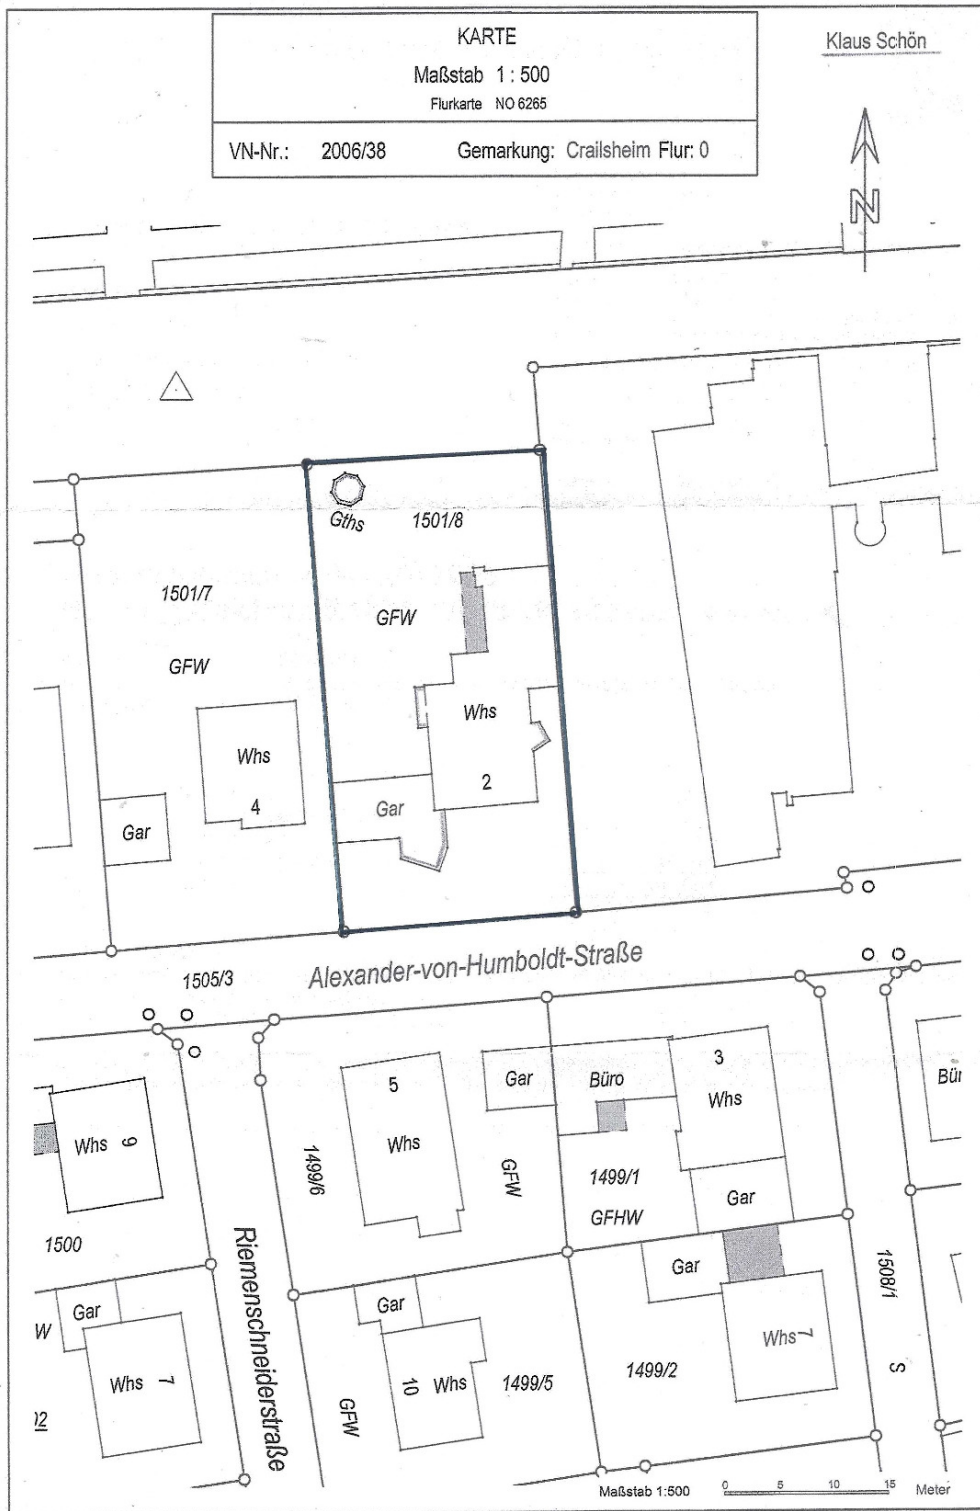 KARTE
Maßstab 1 : 500
Flurkarte NO 6265
VN-Nr.: 2006/38 Gemarkung: Crailsheim Flur: 0
Klaus Schön
N
Gths
1501/8
1501/7
GFW
GFW
Whs
Whs
4
2
Gar
Gar
1505/3
Alexander-von-Humboldt-Straße
5
Gar
Büro
3
Whs
Whs
9
Whs
1499/6
GFW
1499/1
GFHW
Gar
1500
Riemenschneiderstraße
Gar
1508/1
Gar
W
Whs 7
Gar
10 Whs
1499/5
1499/2
Whs 7
S
GFW
Maßstab 1:500
0 5 10 15 Meter